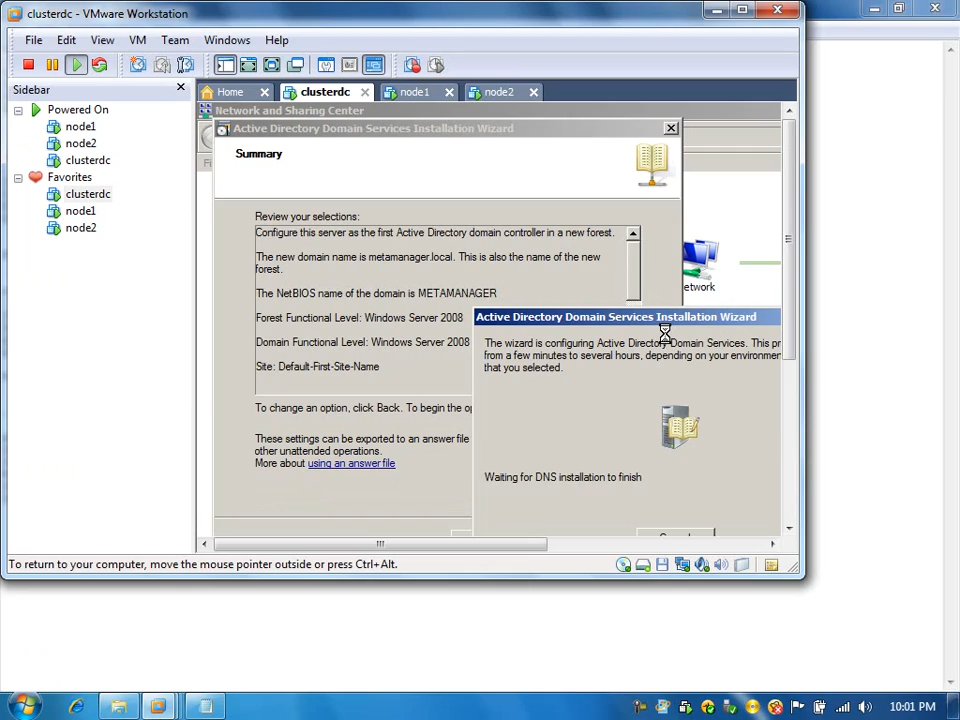 clusterdc - VMware Workstation
File Edit View VM Team Windows Help
Sidebar
Powered On
node1
node2
clusterdc
Favorites
clusterdc
node1
node2
Home clusterdc node1 node2
Network and Sharing Center
Active Directory Domain Services Installation Wizard
Summary
Review your selections:
Configure this server as the first Active Directory domain controller in a new forest.
The new domain name is metamanager.local. This is also the name of the new
forest.
The NetBIOS name of the domain is METAMANAGER
Forest Functional Level: Windows Server 2008
Domain Functional Level: Windows Server 2008
Site: Default-First-Site-Name
To change an option, click Back. To begin the op
These settings can be exported to an answer file
other unattended operations.
More about using an answer file
etwork
Active Directory Domain Services Installation Wizard
The wizard is configuring Active Directory Domain Services. This pr
from a few minutes to several hours, depending on your environmen
that you selected.
Waiting for DNS installation to finish
To return to your computer, move the mouse pointer outside or press Ctrl+Alt.
10:01 PM